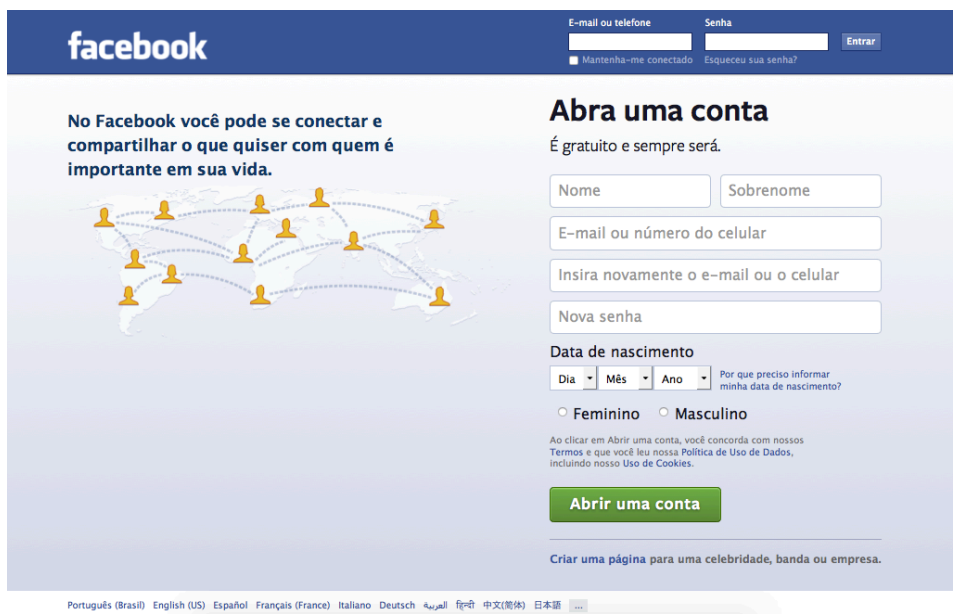 facebook
E-mail ou telefone
Senha
Entrar
Mantenha-me conectado
Esqueceu sua senha?
No Facebook você pode se conectar e
compartilhar o que quiser com quem é
importante em sua vida.
Abra uma conta
É gratuito e sempre será.
Nome
Sobrenome
E-mail ou número do celular
Insira novamente o e-mail ou o celular
Nova senha
Data de nascimento
Dia
Mês
Ano
Por que preciso informar
minha data de nascimento?
Feminino
Masculino
Ao clicar em Abrir uma conta, você concorda com nossos
Termos e que você leu nossa Política de Uso de Dados,
incluindo nosso Uso de Cookies.
Abrir uma conta
Criar uma página para uma celebridade, banda ou empresa.
Português (Brasil) English (US) Español Français (France) Italiano Deutsch العربية हिन्दी 中文(简体) 日本語 ...